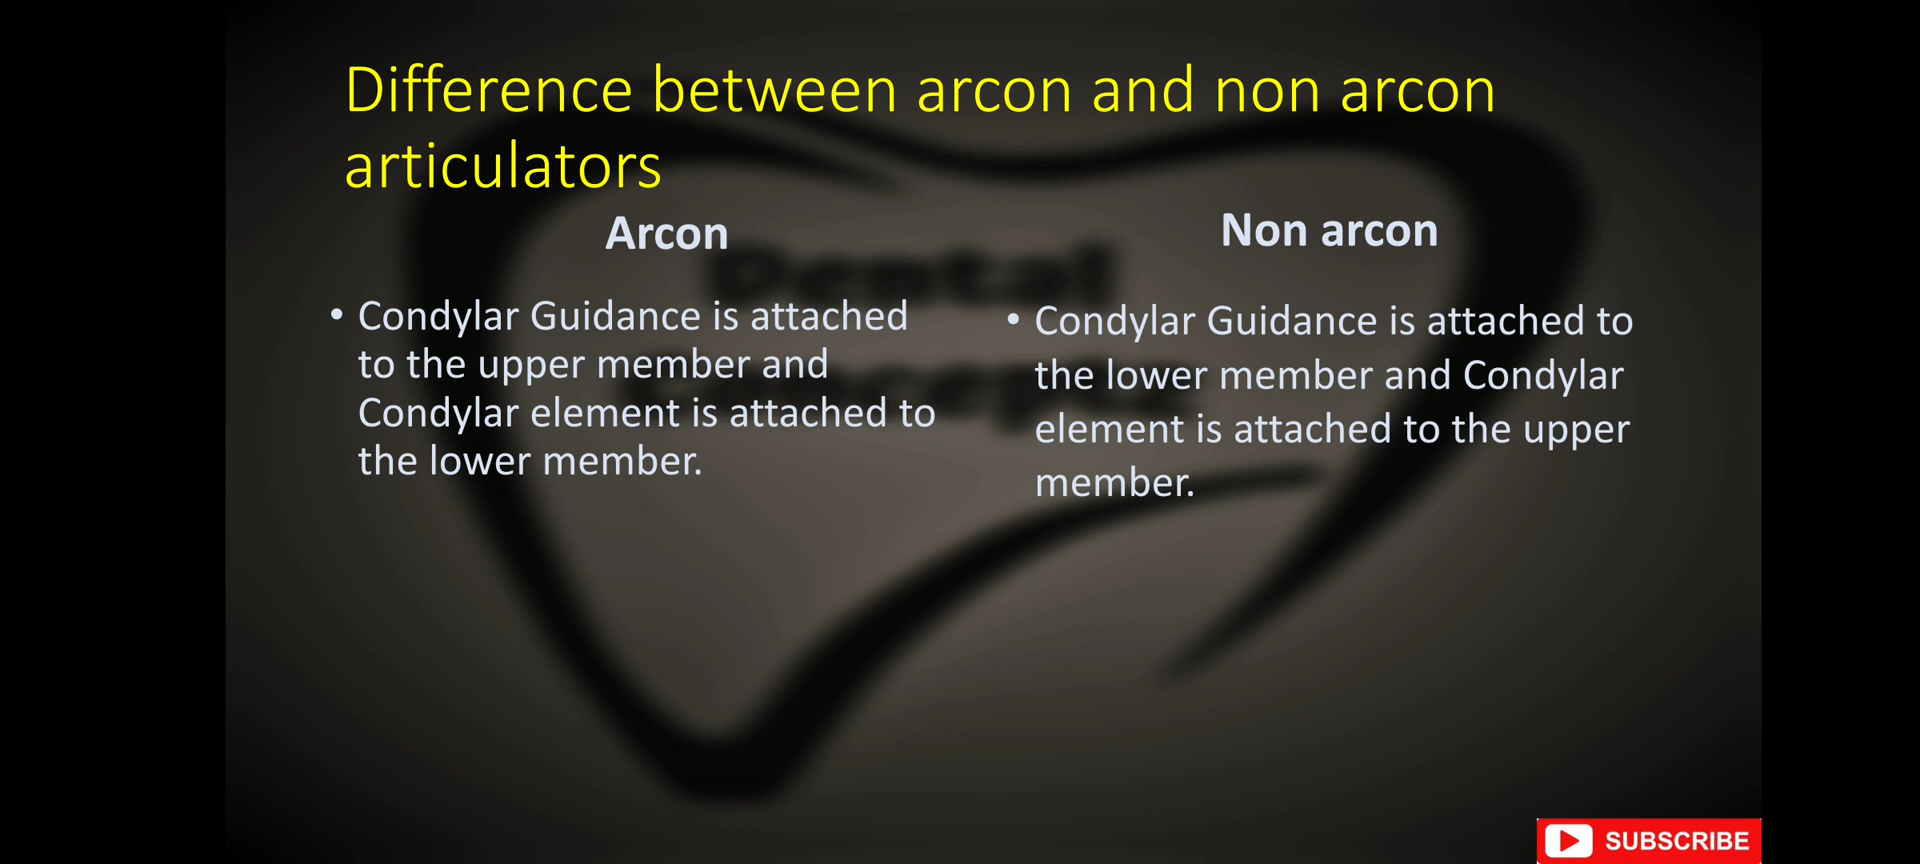 Difference between arcon and non arcon
articulators
Arcon
• Condylar Guidance is attached
to the upper member and
Condylar element is attached to
the lower member.
Non arcon
• Condylar Guidance is attached to
the lower member and Condylar
element is attached to the upper
member.
Dental
SUBSCRIBE